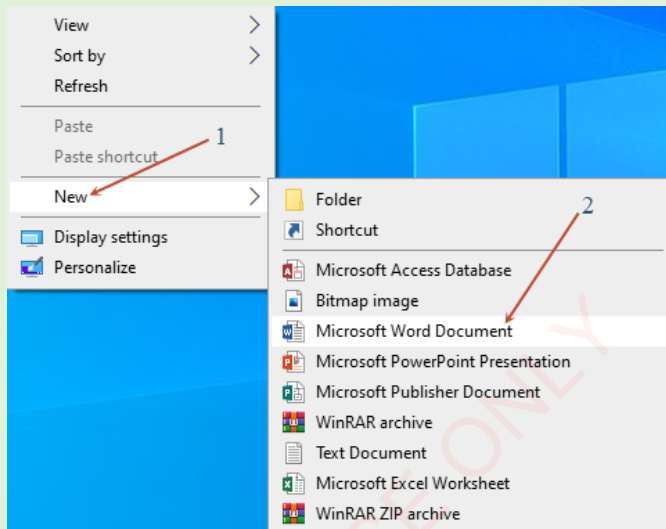 View
Sort by
Refresh
Paste
1
Paste shortcut
New
Display settings
Personalize
Folder
2
Shortcut
Microsoft Access Database
Bitmap image
Microsoft Word Document
Microsoft PowerPoint Presentation
Microsoft Publisher Document
WinRAR archive
Text Document
Microsoft Excel Worksheet
WinRAR ZIP archive
ONLY